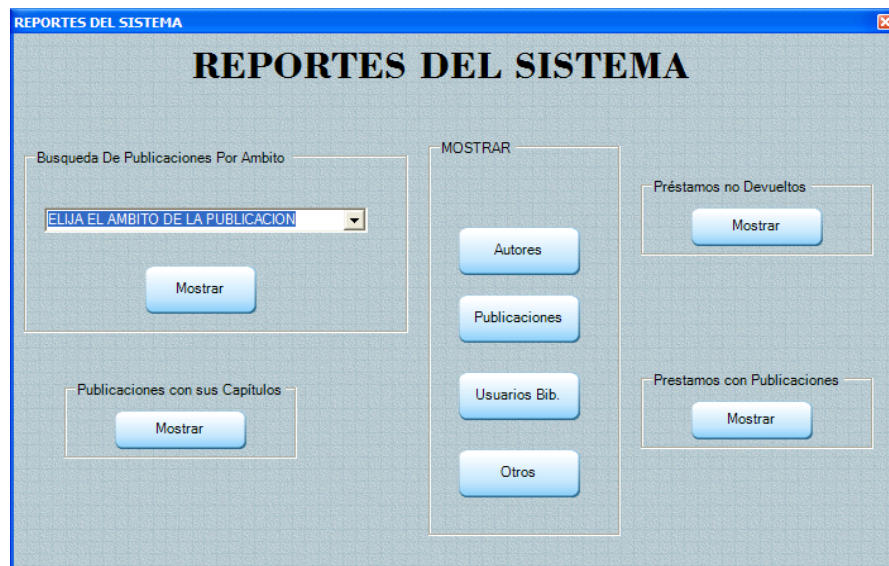 REPORTES DEL SISTEMA
REPORTES DEL SISTEMA
Busqueda De Publicaciones Por Ambito
ELIJA EL AMBITO DE LA PUBLICACION
Mostrar
Publicaciones con sus Capítulos
Mostrar
MOSTRAR
Autores
Publicaciones
Usuarios Bib.
Otros
Préstamos no Devueltos
Mostrar
Prestamos con Publicaciones
Mostrar